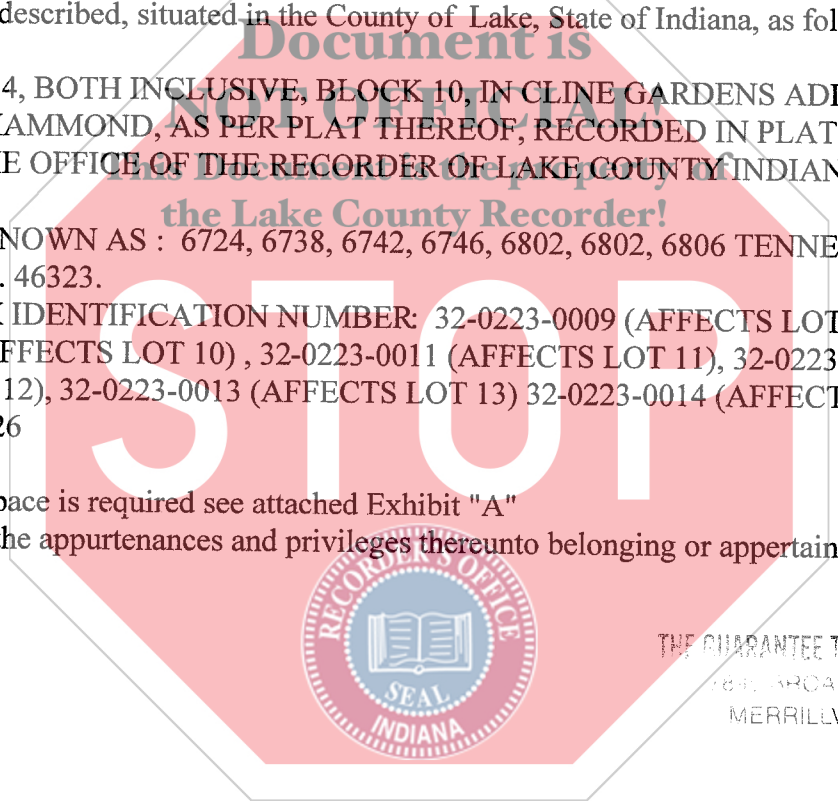 described, situated in the County of Lake, State of Indiana, as fol
Document is
4, BOTH INCLUSIVE, BLOCK 10, IN CLINE GARDENS ADI
NOT OFFICIAL
AMMOND, AS PER PLAT THEREOF, RECORDED IN PLAT
E OFFICE OF THE RECORDER OF LAKE COUNTY INDIAN
This Document is the property of
the Lake County Recorder!
NOWN AS : 6724, 6738, 6742, 6746, 6802, 6802, 6806 TENNE
. 46323.
IDENTIFICATION NUMBER: 32-0223-0009 (AFFECTS LOT
FFECTS LOT 10) , 32-0223-0011 (AFFECTS LOT 11), 32-0223
12), 32-0223-0013 (AFFECTS LOT 13) 32-0223-0014 (AFFECT
26
STOP
pace is required see attached Exhibit "A"
he appurtenances and privileges thereunto belonging or appertain
RECORDER'S OFFICE
SEAL
INDIANA
THE GUARANTEE T
MERRILLV